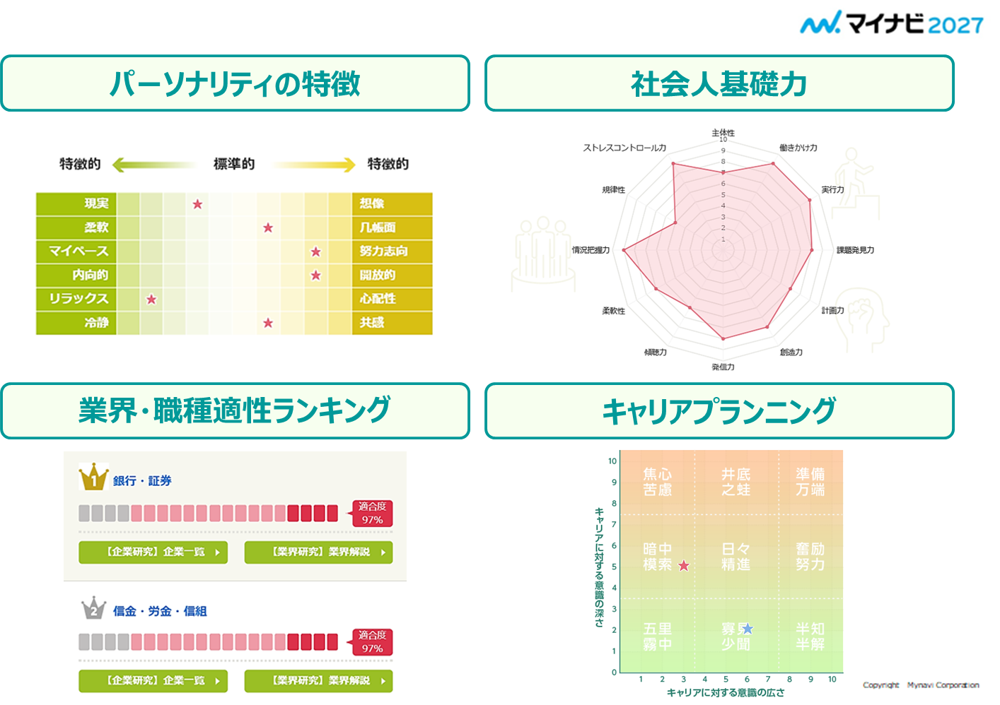 マイナビ2027
パーソナリティの特徴
社会人基礎力
特徴的
標準的
特徴的
現実
想像
柔軟
几帳面
マイペース
努力志向
内向的
開放的
リラックス
心配性
冷静
共感
主体性
働きかけ力
実行力
課題発見力
計画力
創造力
発信力
傾聴力
柔軟性
情況把握力
規律性
ストレスコントロール力
10
9
8
7
6
5
4
3
2
1
業界・職種適性ランキング
キャリアプランニング
1
銀行・証券
適合度
97%
【企業研究】企業一覧
【業界研究】業界解説
2
信金・労金・信組
適合度
97%
【企業研究】企業一覧
【業界研究】業界解説
キャリアに対する意識の深さ
10
9
8
7
6
5
4
3
2
1
0
焦心
苦慮
井底
之蛙
準備
万端
暗中
模索
日々
精進
奮励
努力
五里
霧中
寡見
少聞
半知
半解
1 2 3 4 5 6 7 8 9 10
キャリアに対する意識の広さ
Copyright Mynavi Corporation